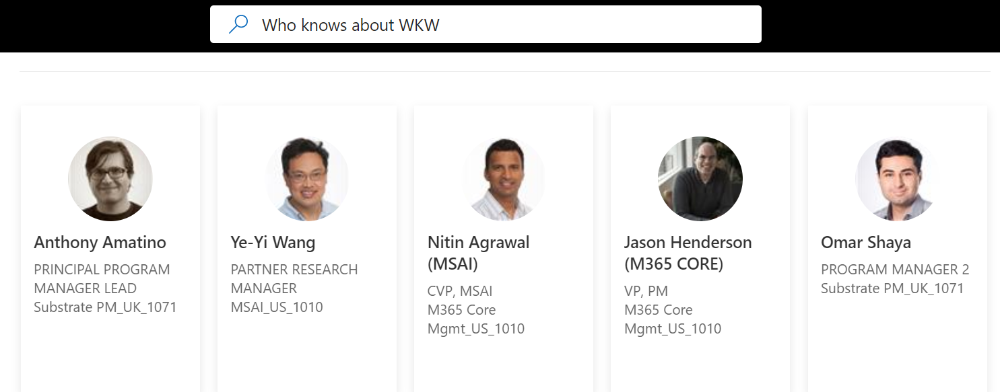 Who knows about WKW
Anthony Amatino
PRINCIPAL PROGRAM
MANAGER LEAD
Substrate PM_UK_1071
Ye-Yi Wang
PARTNER RESEARCH
MANAGER
MSAI_US_1010
Nitin Agrawal
(MSAI)
CVP, MSAI
M365 Core
Mgmt_US_1010
Jason Henderson
(M365 CORE)
VP, PM
M365 Core
Mgmt_US_1010
Omar Shaya
PROGRAM MANAGER 2
Substrate PM_UK_1071